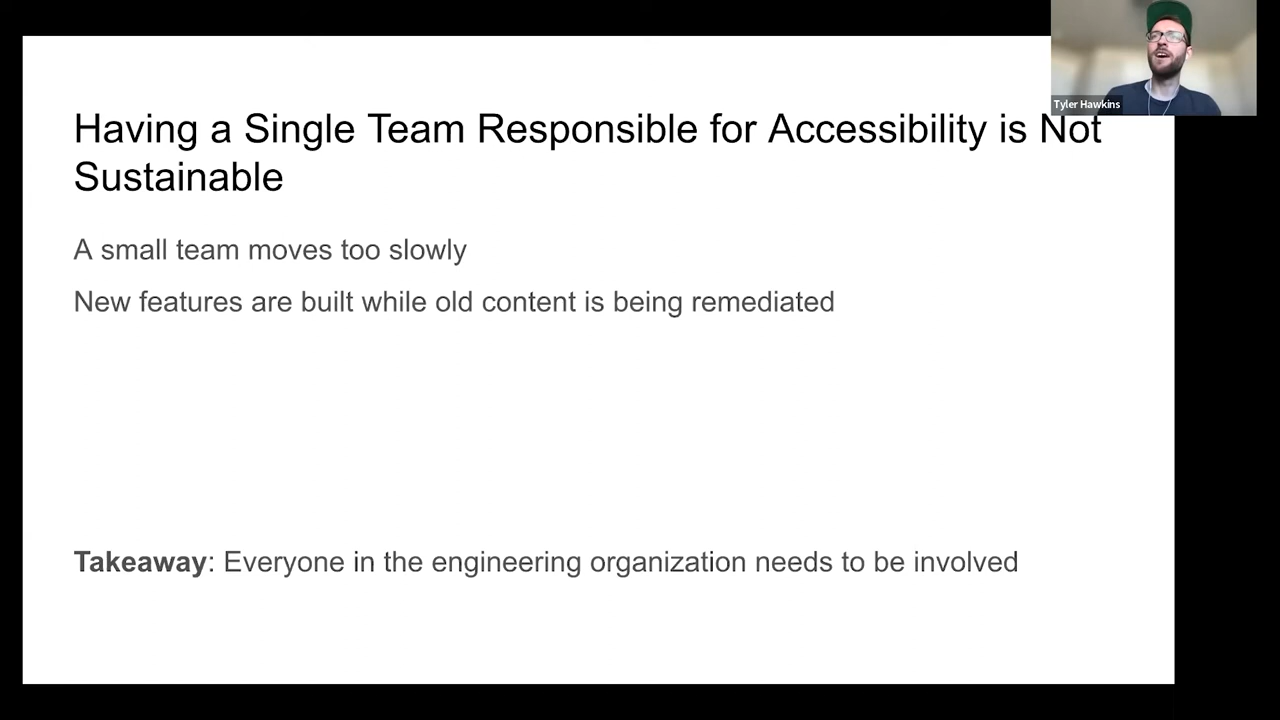 Tyler Hawkins
Having a Single Team Responsible for Accessibility is Not
Sustainable
A small team moves too slowly
New features are built while old content is being remediated
Takeaway: Everyone in the engineering organization needs to be involved